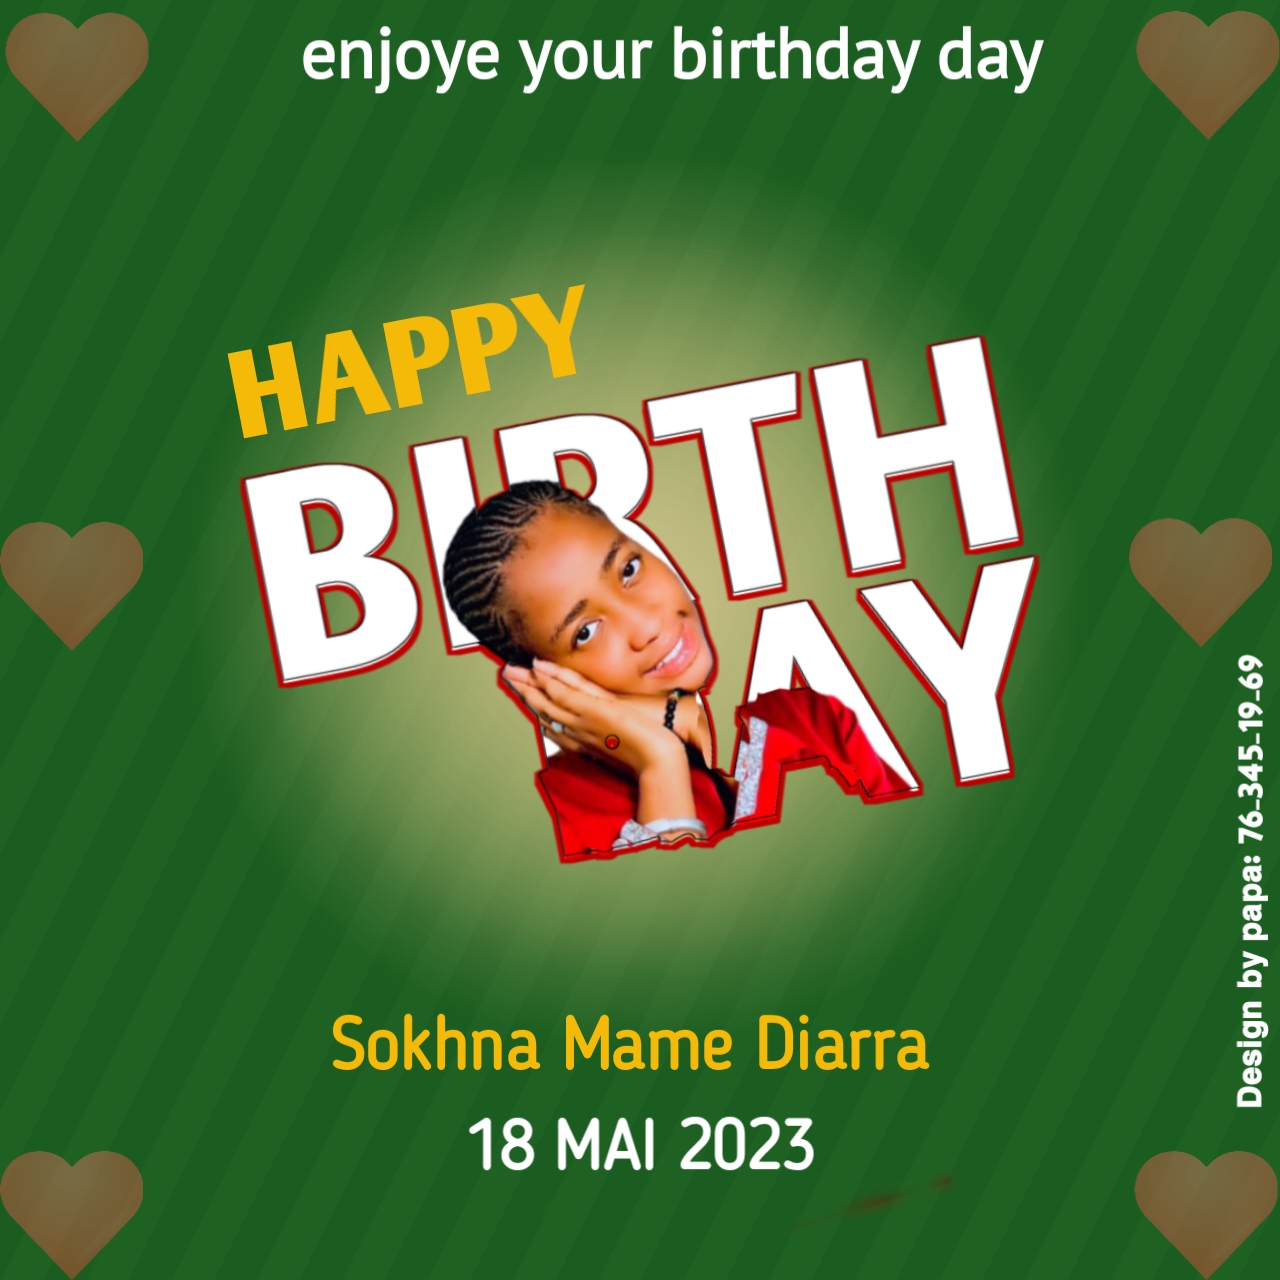 enjoye your birthday day
HAPPY
BIRTH
AY
Sokhna Mame Diarra
18 MAI 2023
Design by papa: 76-345-19-69